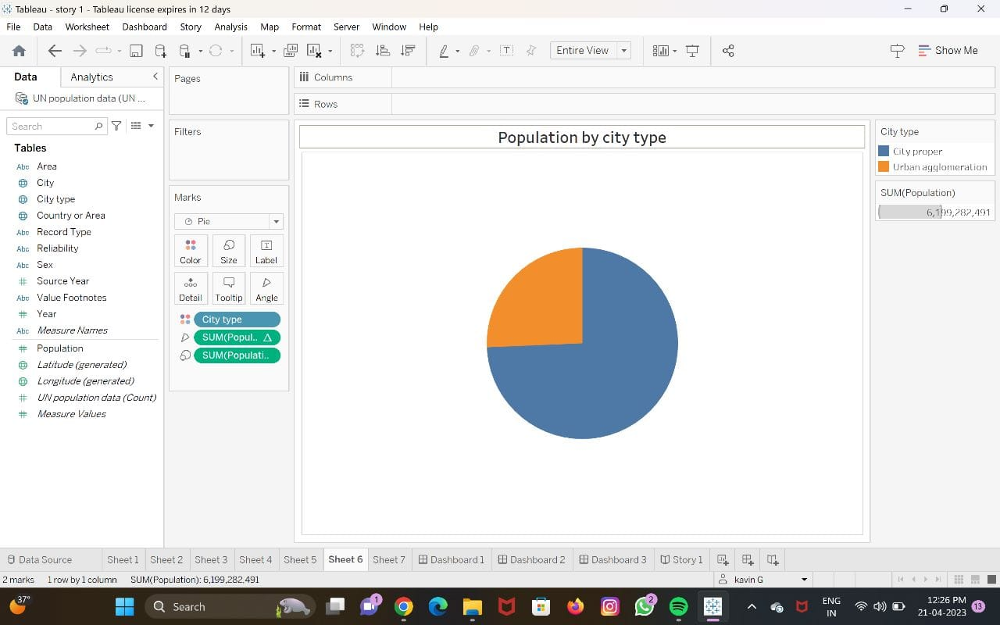 Tableau - story 1 - Tableau license expires in 12 days
File Data Worksheet Dashboard Story Analysis Map Format Server Window Help
Entire View
Show Me
Data Analytics
UN population data (UN ...
Search
Tables
Abc Area
City
City type
Country or Area
Abc Record Type
Abc Reliability
Abc Sex
# Source Year
Abc Value Footnotes
# Year
Abc Measure Names
# Population
Latitude (generated)
Longitude (generated)
# UN population data (Count)
# Measure Values
Pages
Filters
Marks
Pie
Color Size Label
Detail Tooltip Angle
City type
SUM(Popul.. Δ
SUM(Populati..
Columns
Rows
Population by city type
City type
City proper
Urban agglomeration
SUM(Population)
6,199,282,491
Data Source Sheet 1 Sheet 2 Sheet 3 Sheet 4 Sheet 5 Sheet 6 Sheet 7 Dashboard 1 Dashboard 2 Dashboard 3 Story 1
2 marks 1 row by 1 column SUM(Population): 6,199,282,491
kavin G
37°
Search
1
2
ENG
IN
12:26 PM
21-04-2023
13